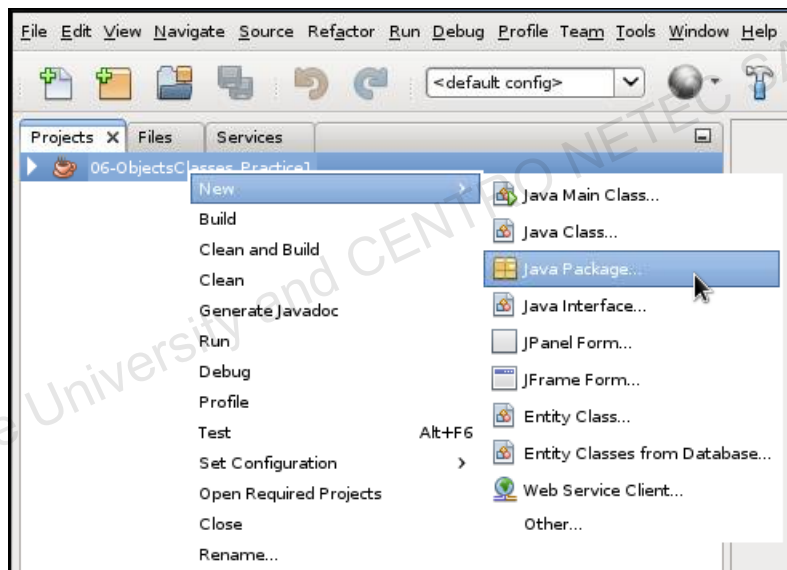 File Edit View Navigate Source Refactor Run Debug Profile Team Tools Window Help
<default config>
Projects X Files Services
06-ObjectsClasses_Practice1
New
Build
Clean and Build
Clean
Generate Javadoc
Run
Debug
Profile
Test Alt+F6
Set Configuration
Open Required Projects
Close
Rename...
Java Main Class...
Java Class...
Java Package...
Java Interface...
JPanel Form...
JFrame Form...
Entity Class...
Entity Classes from Database...
Web Service Client...
Other...
University and CENTRO NETEC SA